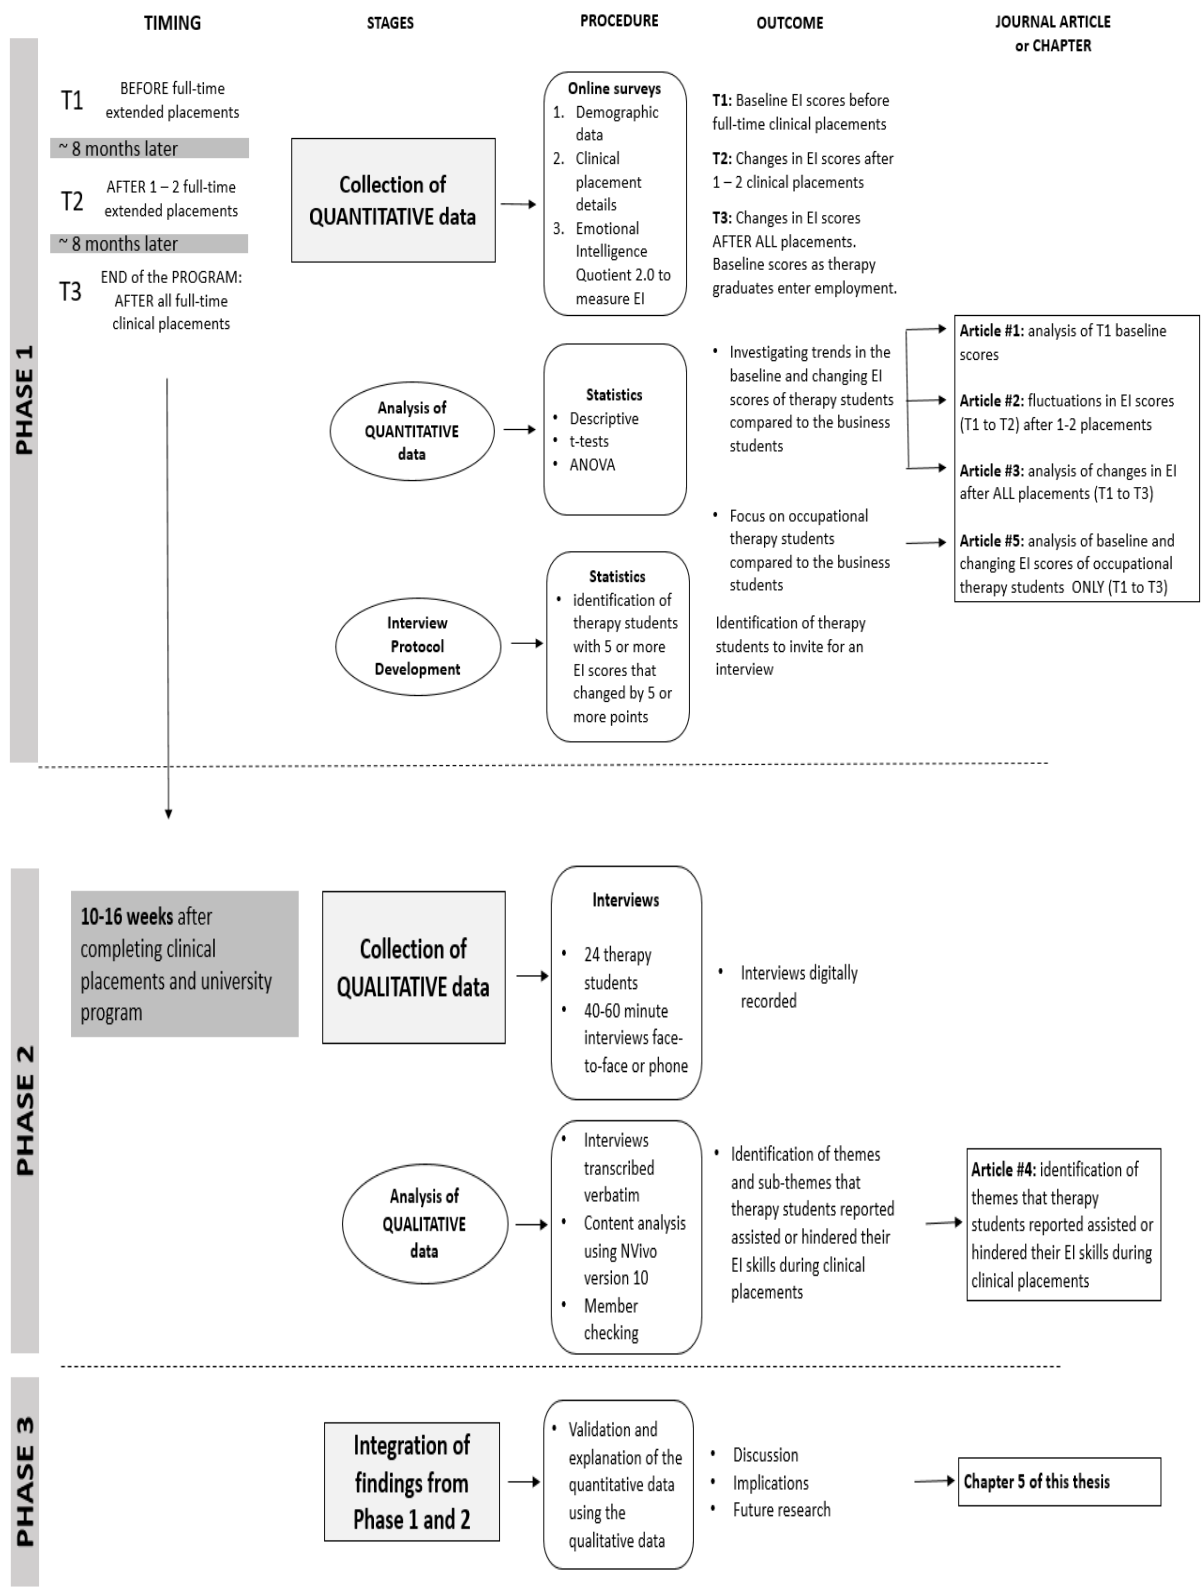 TIMING
STAGES
PROCEDURE
OUTCOME
JOURNAL ARTICLE
or CHAPTER
PHASE 1
T1
BEFORE full-time
extended placements
~ 8 months later
T2
AFTER 1 – 2 full-time
extended placements
~ 8 months later
T3
END of the PROGRAM:
AFTER all full-time
clinical placements
Collection of
QUANTITATIVE data
Online surveys
1. Demographic
data
2. Clinical
placement
details
3. Emotional
Intelligence
Quotient 2.0 to
measure EI
T1: Baseline EI scores before
full-time clinical placements
T2: Changes in EI scores after
1 – 2 clinical placements
T3: Changes in EI scores
AFTER ALL placements.
Baseline scores as therapy
graduates enter employment.
Analysis of
QUANTITATIVE
data
Statistics
• Descriptive
• t-tests
• ANOVA
• Investigating trends in the
baseline and changing EI
scores of therapy students
compared to the business
students
• Focus on occupational
therapy students
compared to the business
students
Article #1: analysis of T1 baseline
scores
Article #2: fluctuations in EI scores
(T1 to T2) after 1-2 placements
Article #3: analysis of changes in EI
after ALL placements (T1 to T3)
Article #5: analysis of baseline and
changing EI scores of occupational
therapy students ONLY (T1 to T3)
Interview
Protocol
Development
Statistics
• identification of
therapy students
with 5 or more
EI scores that
changed by 5 or
more points
Identification of therapy
students to invite for an
interview
PHASE 2
10-16 weeks after
completing clinical
placements and university
program
Collection of
QUALITATIVE data
Interviews
• 24 therapy
students
• 40-60 minute
interviews face-
to-face or phone
• Interviews digitally
recorded
Analysis of
QUALITATIVE
data
• Interviews
transcribed
verbatim
• Content analysis
using NVivo
version 10
• Member
checking
• Identification of themes
and sub-themes that
therapy students reported
assisted or hindered their
EI skills during clinical
placements
Article #4: identification of
themes that therapy
students reported assisted or
hindered their EI skills during
clinical placements
PHASE 3
Integration of
findings from
Phase 1 and 2
• Validation and
explanation of the
quantitative data
using the
qualitative data
• Discussion
• Implications
• Future research
Chapter 5 of this thesis